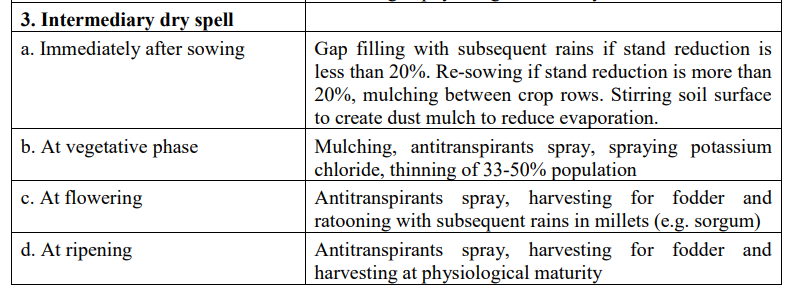 3. Intermediary dry spell
a. Immediately after sowing
Gap filling with subsequent rains if stand reduction is
less than 20%. Re-sowing if stand reduction is more than
20%, mulching between crop rows. Stirring soil surface
to create dust mulch to reduce evaporation.
b. At vegetative phase
Mulching, antitranspirants spray, spraying potassium
chloride, thinning of 33-50% population
c. At flowering
Antitranspirants spray, harvesting for fodder and
ratooning with subsequent rains in millets (e.g. sorgum)
d. At ripening
Antitranspirants spray, harvesting for fodder and
harvesting at physiological maturity